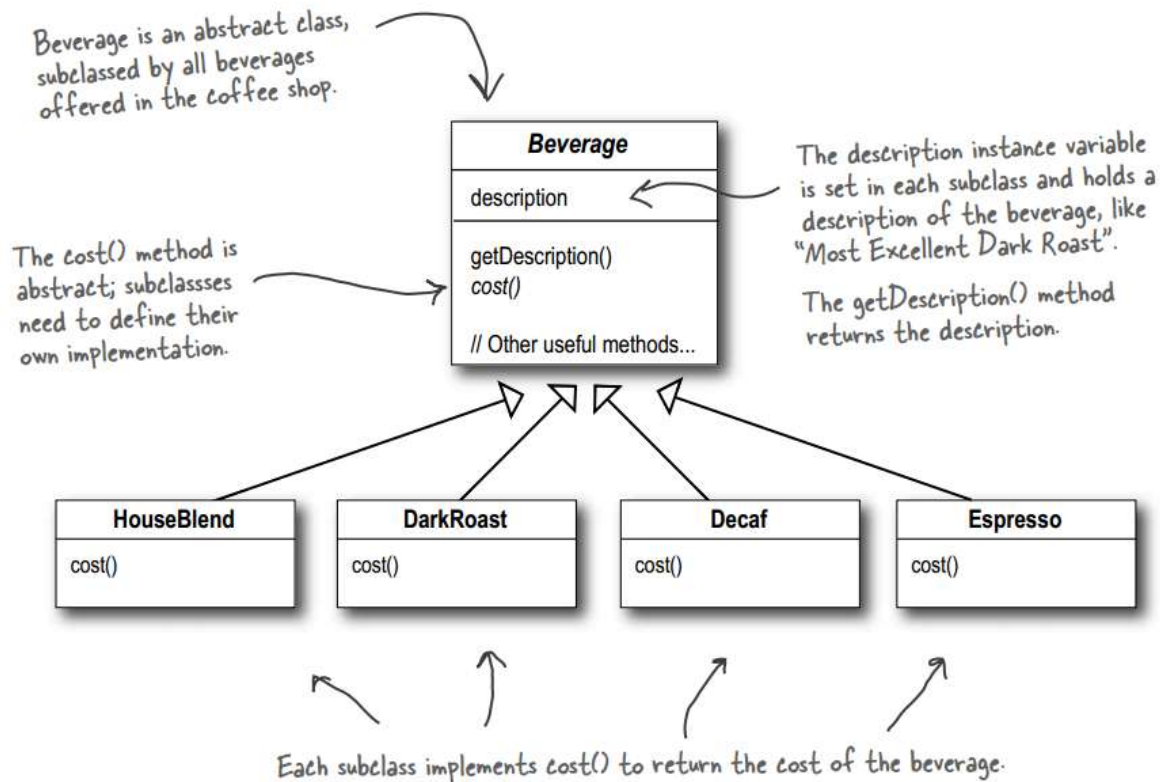 Beverage is an abstract class,
subclassed by all beverages
offered in the coffee shop.
Beverage
description
getDescription()
cost()
// Other useful methods...
The description instance variable
is set in each subclass and holds a
description of the beverage, like
“Most Excellent Dark Roast”.
The getDescription() method
returns the description.
The cost() method is
abstract; subclassses
need to define their
own implementation.
HouseBlend
cost()
DarkRoast
cost()
Decaf
cost()
Espresso
cost()
Each subclass implements cost() to return the cost of the beverage.